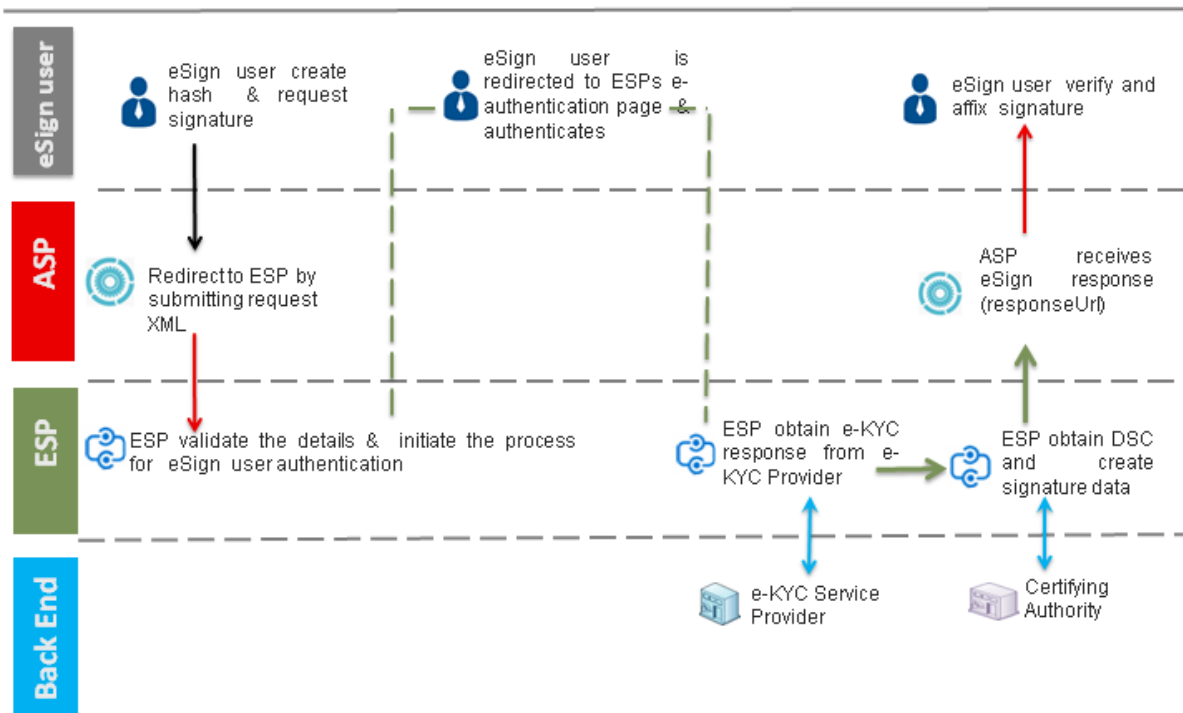 eSign user
eSign user create
hash & request
signature
eSign user is
redirected to ESPs e-
authentication page &
authenticates
eSign user verify and
affix signature
ASP
Redirect to ESP by
submitting request
XML
ASP receives
eSign response
(responseUrl)
ESP
ESP validate the details & initiate the process
for eSign user authentication
ESP obtain e-KYC
response from e-
KYC Provider
ESP obtain DSC
and create
signature data
Back End
e-KYC Service
Provider
Certifying
Authority